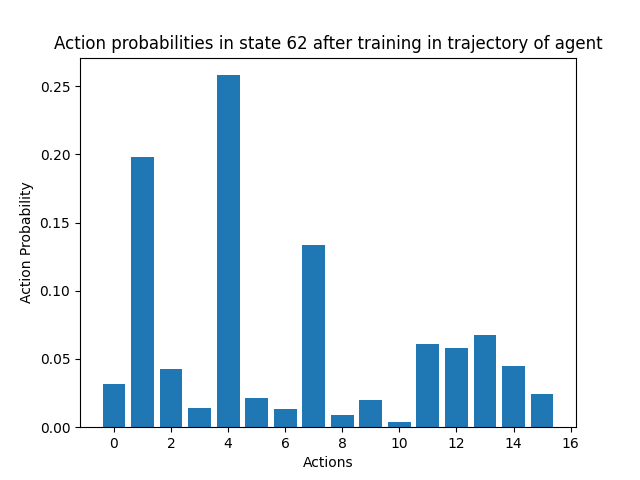 Action probabilities in state 62 after training in trajectory of agent
0.25
0.20
0.15
0.10
0.05
0.00
Action Probability
0 2 4 6 8 10 12 14 16
Actions